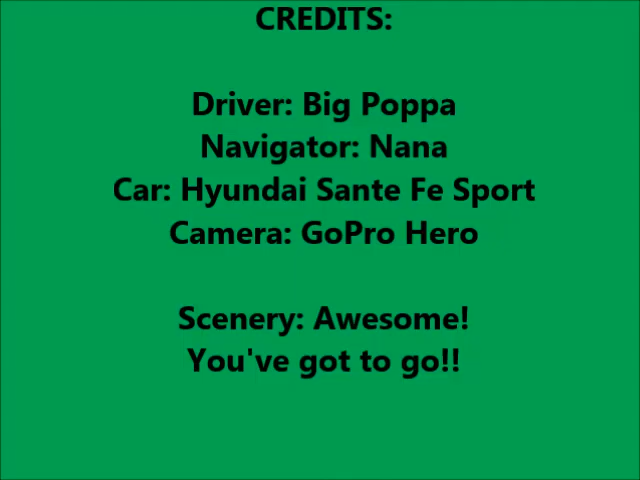 CREDITS:
Driver: Big Poppa
Navigator: Nana
Car: Hyundai Sante Fe Sport
Camera: GoPro Hero
Scenery: Awesome!
You've got to go!!